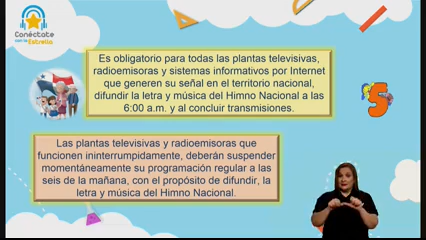 Conéctate
con la
Estrella
Es obligatorio para todas las plantas televisivas,
radioemisoras y sistemas informativos por Internet
que generen su señal en el territorio nacional,
difundir la letra y música del Himno Nacional a las
6:00 a.m. y al concluir transmisiones.
5
Las plantas televisivas y radioemisoras que
funcionen ininterrumpidamente, deberán suspender
momentáneamente su programación regular a las
seis de la mañana, con el propósito de difundir, la
letra y música del Himno Nacional.